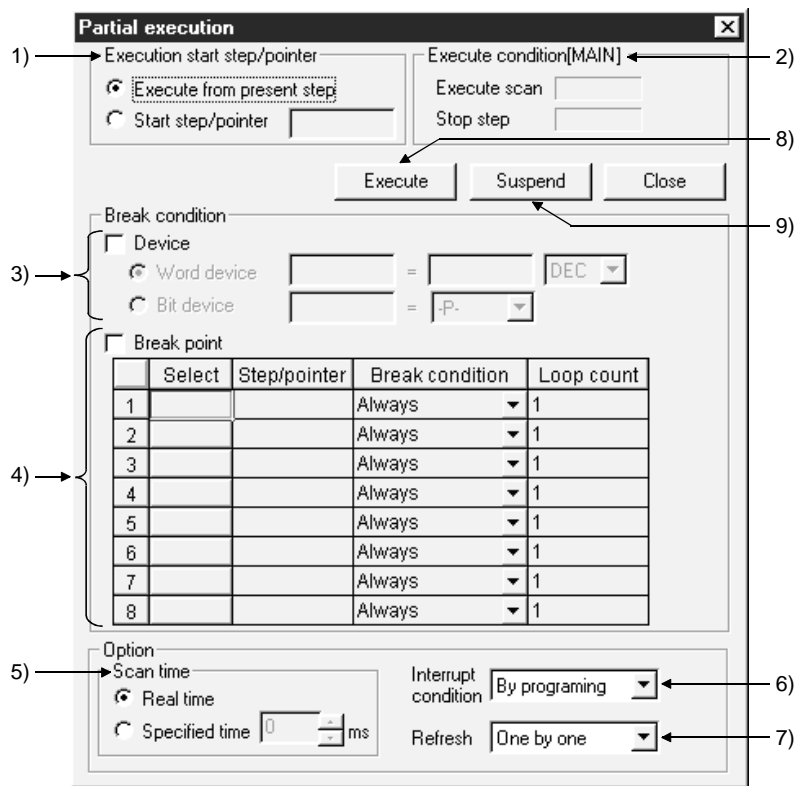 Partial execution
1) Execution start step/pointer
Execute condition[MAIN] 2)
Execute from present step
Execute scan
Start step/pointer
Stop step
8)
Execute Suspend Close
9)
Break condition
3)
Device
Word device = DEC
Bit device = -P-
4)
Break point
Select Step/pointer Break condition Loop count
1 Always 1
2 Always 1
3 Always 1
4 Always 1
5 Always 1
6 Always 1
7 Always 1
8 Always 1
Option
5) Scan time
Real time
Specified time 0 ms
Interrupt
condition By programing 6)
Refresh One by one 7)